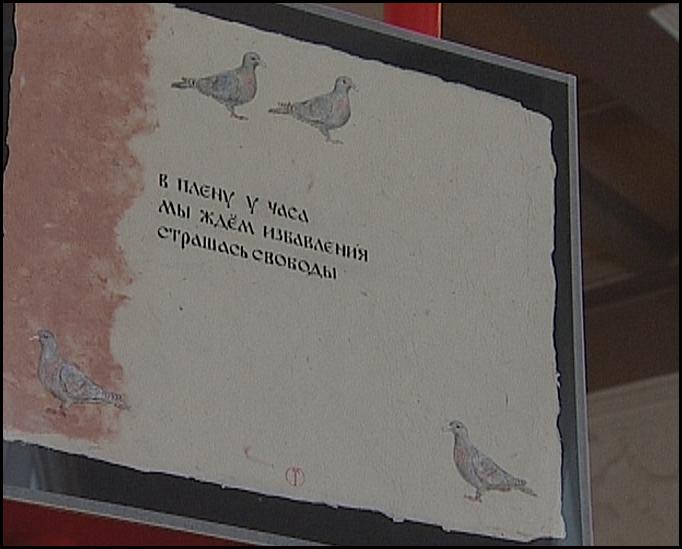 в плену у часа
мы ждём избавления
страшась свободы